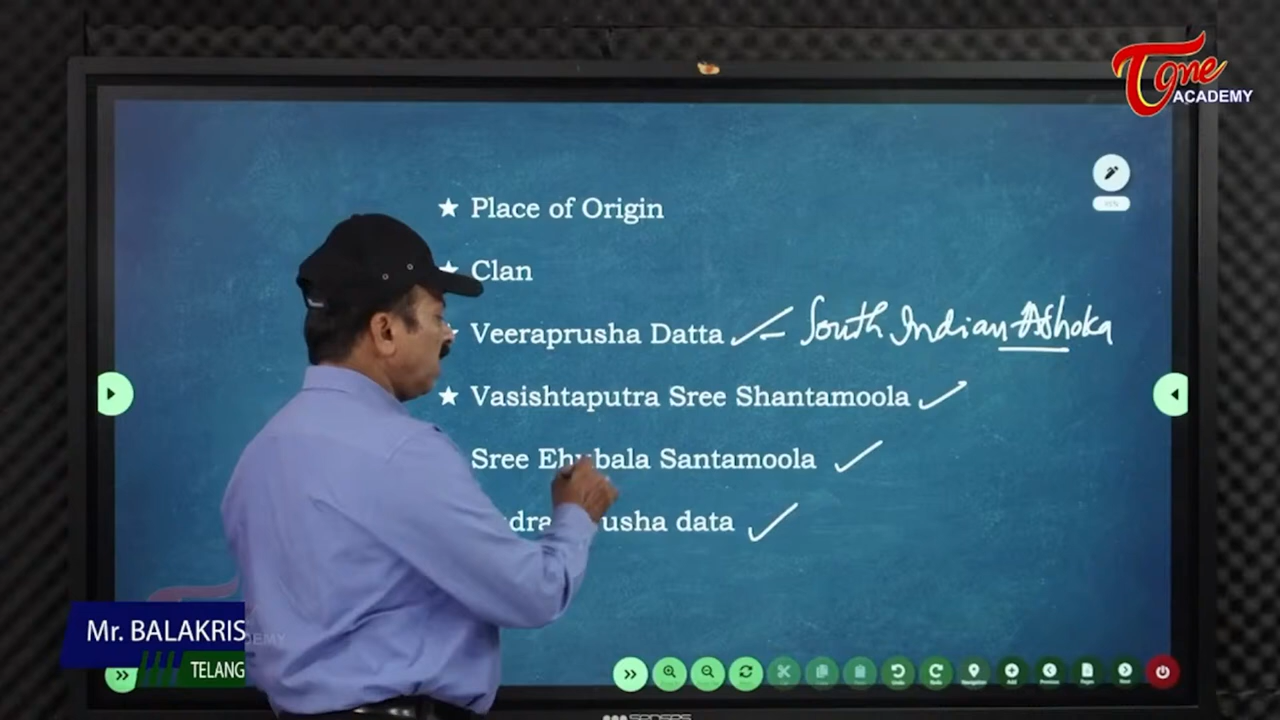 Tone
ACADEMY
★ Place of Origin
Clan
Veeraprusha Datta – South Indian Ashoka
★ Vasishtaputra Sree Shantamoola
Sree Ehubala Santamoola
usha data
Mr. BALAKRIS
TELANG